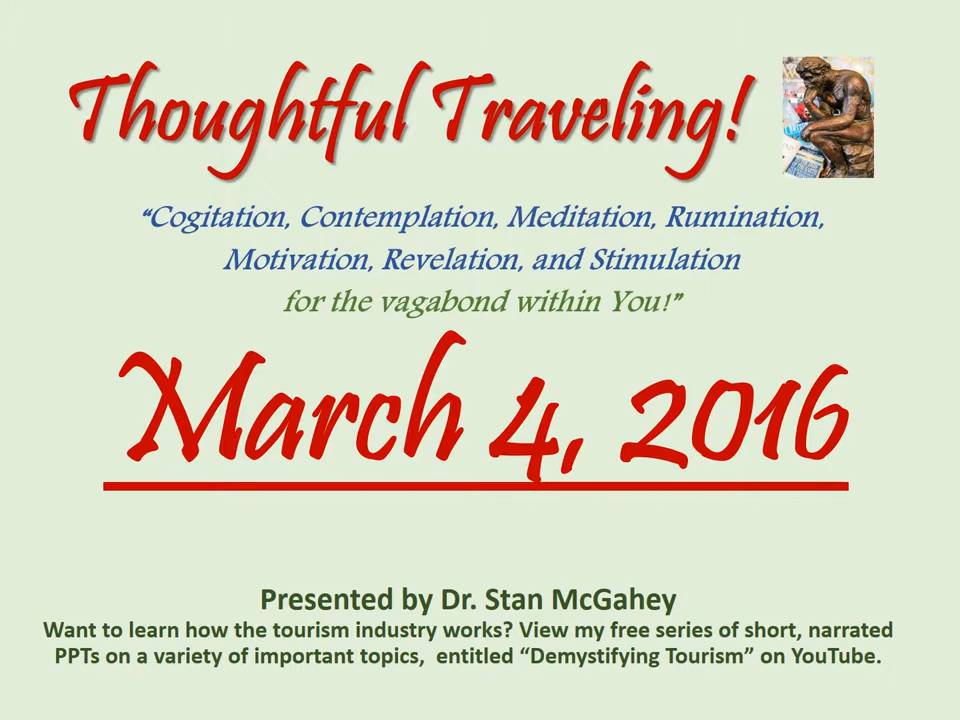 Thoughtful Traveling!
“Cogitation, Contemplation, Meditation, Rumination,
Motivation, Revelation, and Stimulation
for the vagabond within You!”
March 4, 2016
Presented by Dr. Stan McGahey
Want to learn how the tourism industry works? View my free series of short, narrated
PPTs on a variety of important topics,  entitled “Demystifying Tourism” on YouTube.